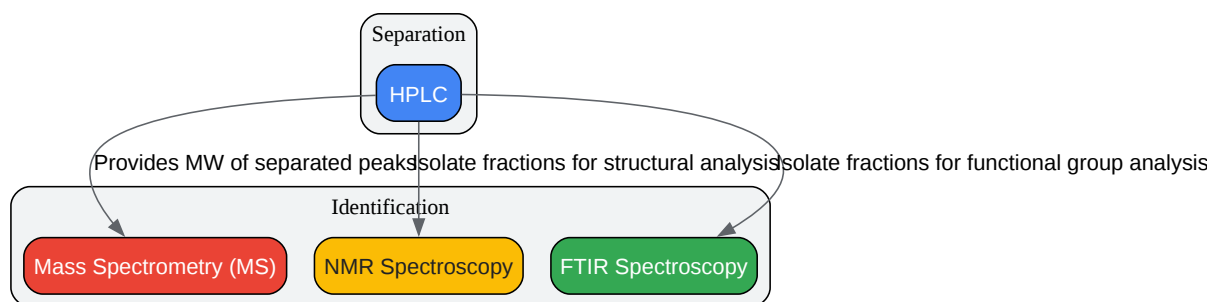 Separation
HPLC
Provides MW of separated peaks
Isolate fractions for structural analysis
Isolate fractions for functional group analysis
Identification
Mass Spectrometry (MS)
NMR Spectroscopy
FTIR Spectroscopy